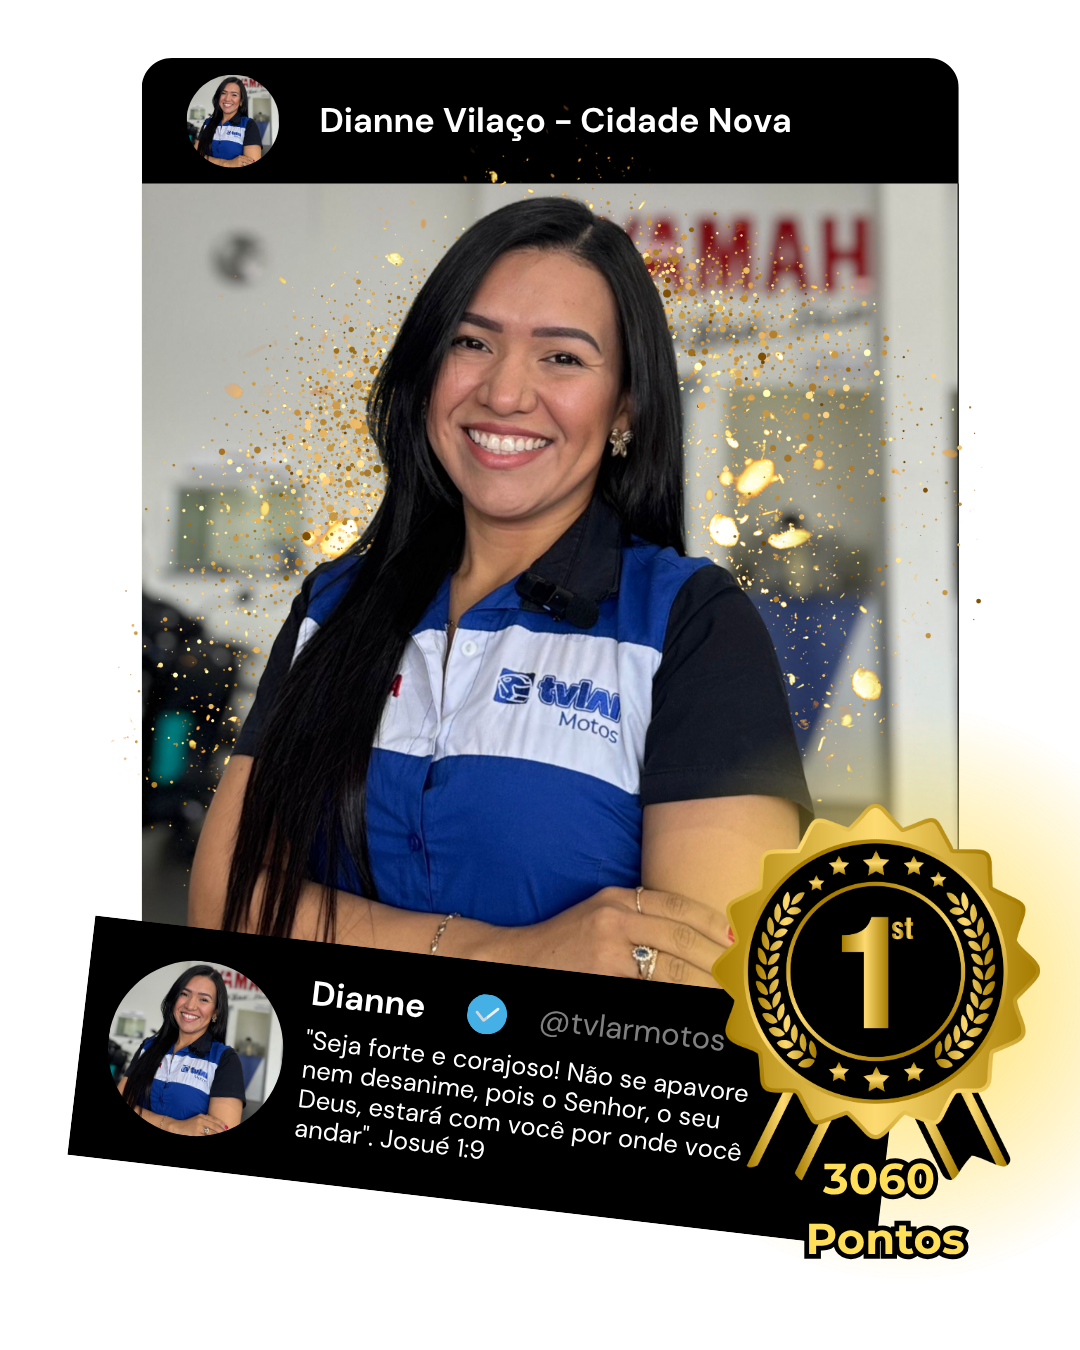 Dianne Vilaço - Cidade Nova
YAMAH
tvlar
Motos
Dianne
@tvlarmotos
"Seja forte e corajoso! Não se apavore
nem desanime, pois o Senhor, o seu
Deus, estará com você por onde você
andar". Josué 1:9
1st
3060
Pontos